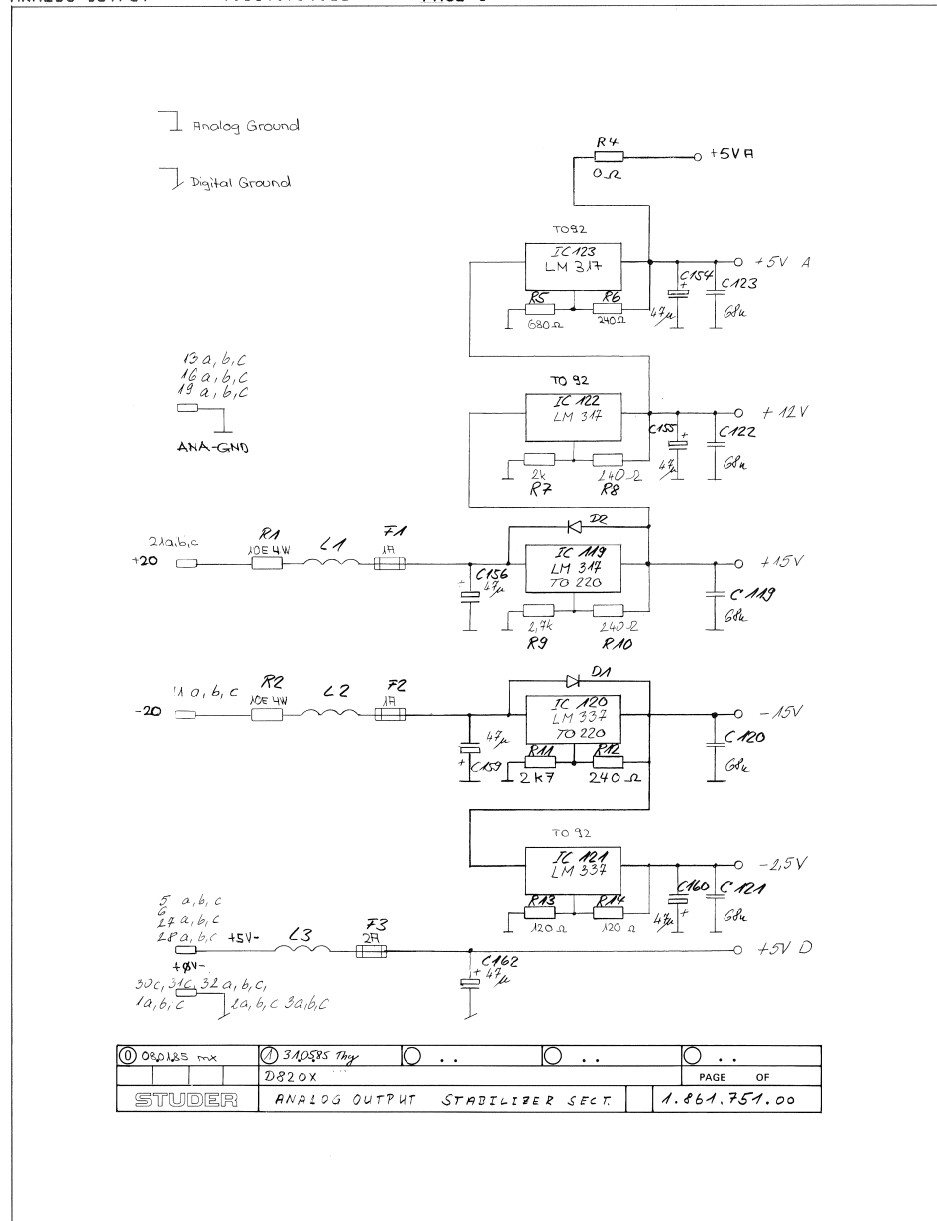 Analog Ground
Digital Ground
R4
0Ω
+5VA
TO92
IC 123
LM 317
R5
680Ω
R6
240Ω
C154
+
47µ
C123
68n
+5V A
13 a, b, c
16 a, b, c
19 a, b, c
ANA-GND
TO 92
IC 122
LM 317
2k
R7
240Ω
R8
C155
+
47µ
C122
68n
+12V
21a,b,c
+20
R1
10E 4W
L1
F1
1A
C156
+ 47µ
D2
IC 119
LM 317
TO 220
2,7k
R9
240Ω
R10
+15V
C119
68n
11 a, b, c
-20
R2
10E 4W
L2
F2
1A
47µ
+ C159
D1
IC 120
LM 337
TO 220
R11
2k7
R12
240Ω
-15V
C120
68n
TO 92
IC 121
LM 337
R13
120Ω
R14
120Ω
C160
47µ +
C121
68n
-2,5V
5 a, b, c
6
27 a, b, c
28 a, b, c +5V-
L3
F3
2A
C162
+ 47µ
+5V D
+0V-
30c, 31c, 32 a, b, c,
1a, b, c 2a, b, c 3a, b, c
0 080185 mx 1 310585 Thy
D820X PAGE OF
STUDER ANALOG OUTPUT STABILIZER SECT. 1.861.751.00